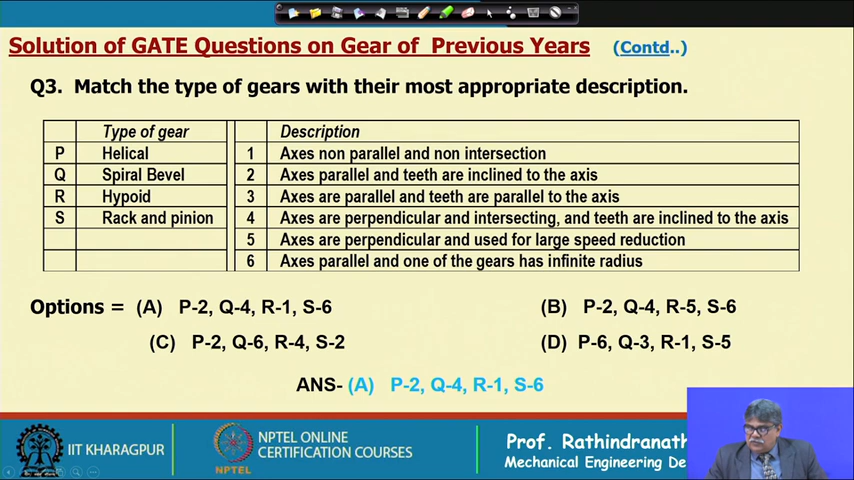 Solution of GATE Questions on Gear of Previous Years (Contd..)
Q3. Match the type of gears with their most appropriate description.
Type of gear Description
P Helical 1 Axes non parallel and non intersection
Q Spiral Bevel 2 Axes parallel and teeth are inclined to the axis
R Hypoid 3 Axes are parallel and teeth are parallel to the axis
S Rack and pinion 4 Axes are perpendicular and intersecting, and teeth are inclined to the axis
5 Axes are perpendicular and used for large speed reduction
6 Axes parallel and one of the gears has infinite radius
Options = (A) P-2, Q-4, R-1, S-6 (B) P-2, Q-4, R-5, S-6
(C) P-2, Q-6, R-4, S-2 (D) P-6, Q-3, R-1, S-5
ANS- (A) P-2, Q-4, R-1, S-6
IIT KHARAGPUR
NPTEL
NPTEL ONLINE
CERTIFICATION COURSES
Prof. Rathindranath
Mechanical Engineering De